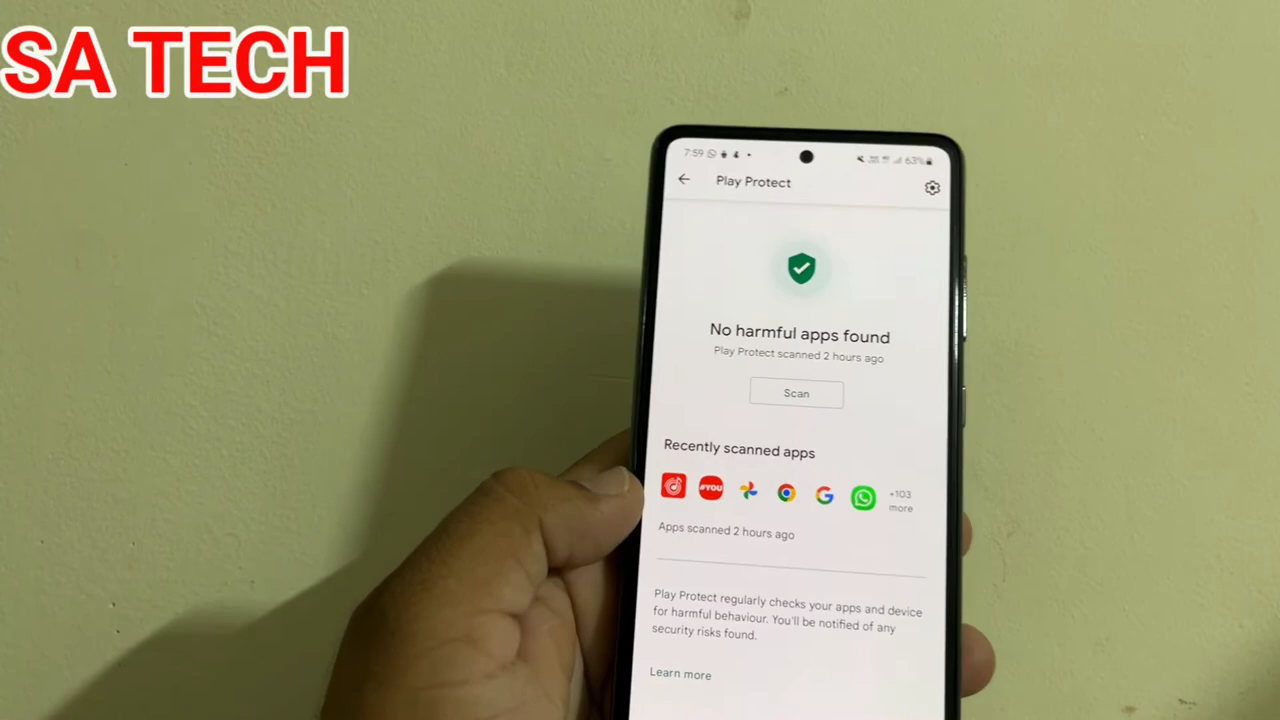 SA TECH
7:59
63%
Play Protect
No harmful apps found
Play Protect scanned 2 hours ago
Scan
Recently scanned apps
#YOU
+103
more
Apps scanned 2 hours ago
Play Protect regularly checks your apps and device
for harmful behaviour. You'll be notified of any
security risks found.
Learn more